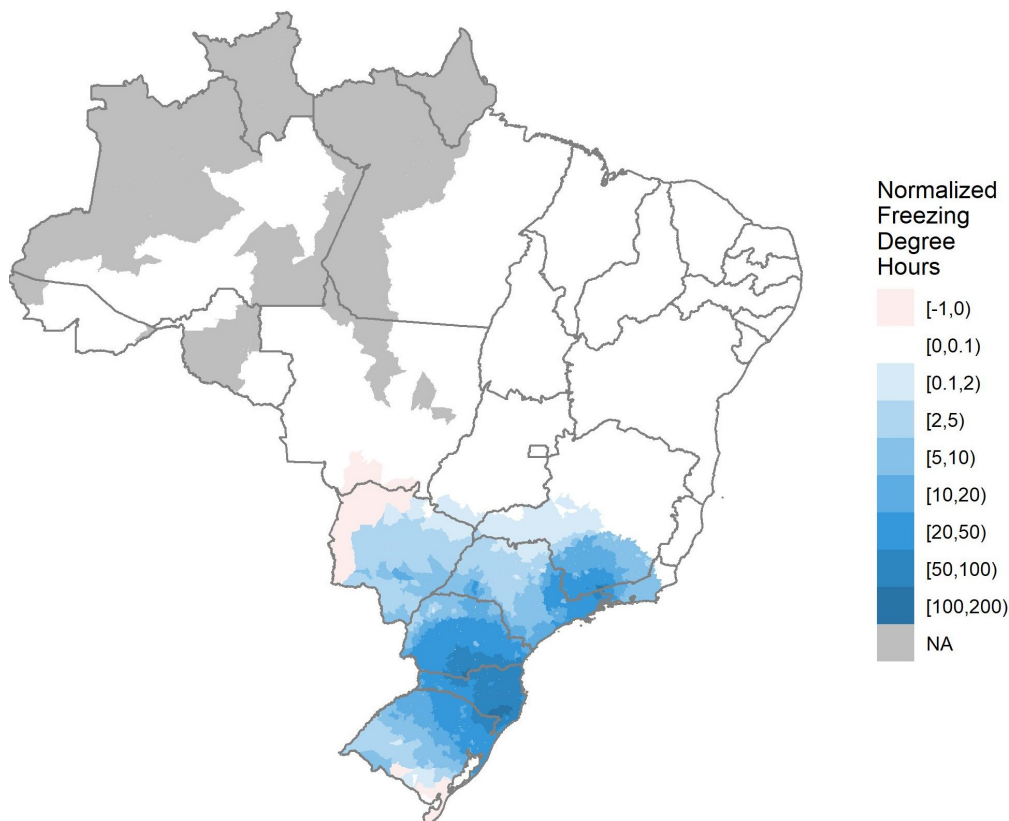 Normalized
Freezing
Degree
Hours
[-1,0)
[0,0.1)
[0.1,2)
[2,5)
[5,10)
[10,20)
[20,50)
[50,100)
[100,200)
NA